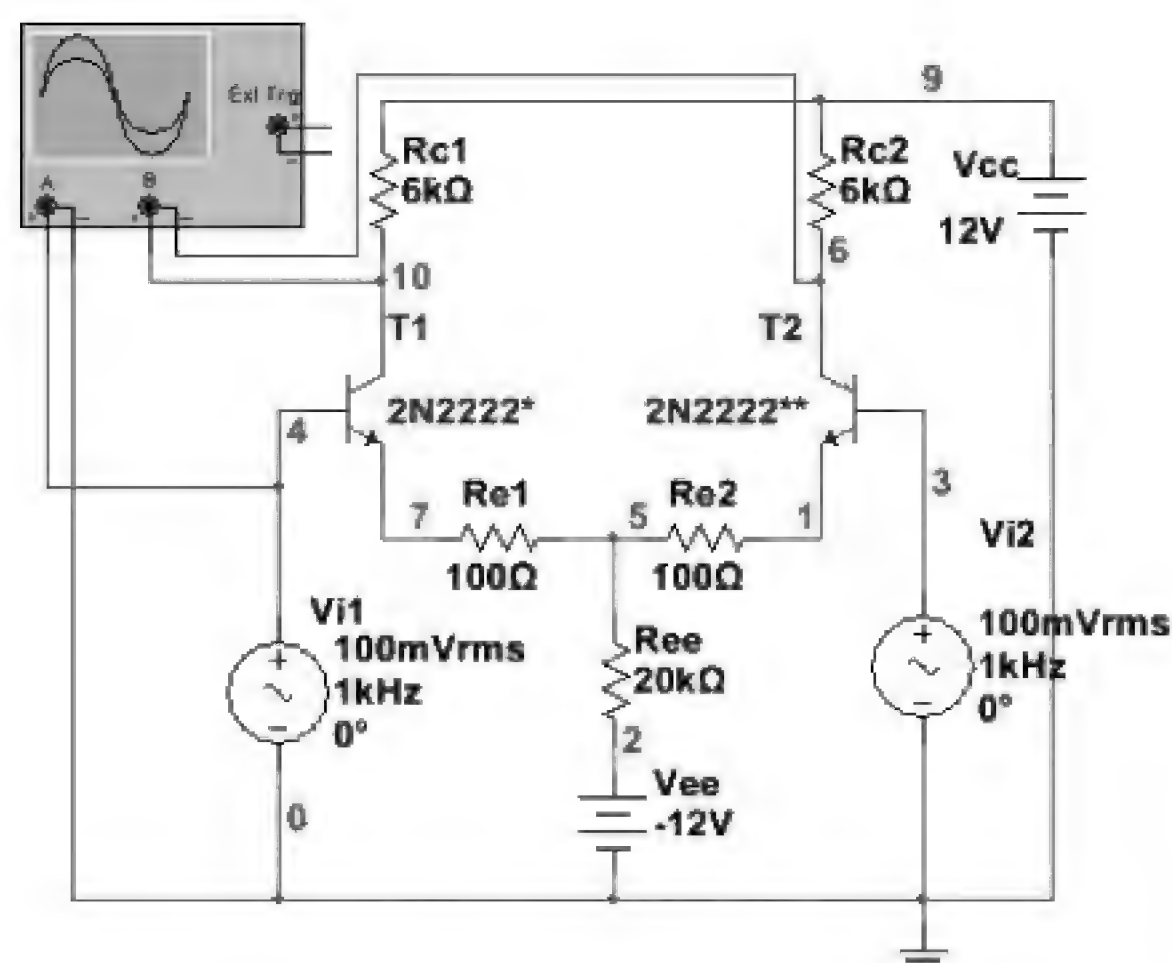 9
Ext Trg
A
B
Rc1
6kΩ
Rc2
6kΩ
Vcc
12V
10
6
T1
T2
2N2222*
2N2222**
4
3
7
Re1
100Ω
5
Re2
100Ω
1
Vi2
100mVrms
1kHz
0°
Vi1
100mVrms
1kHz
0°
Ree
20kΩ
2
Vee
-12V
0